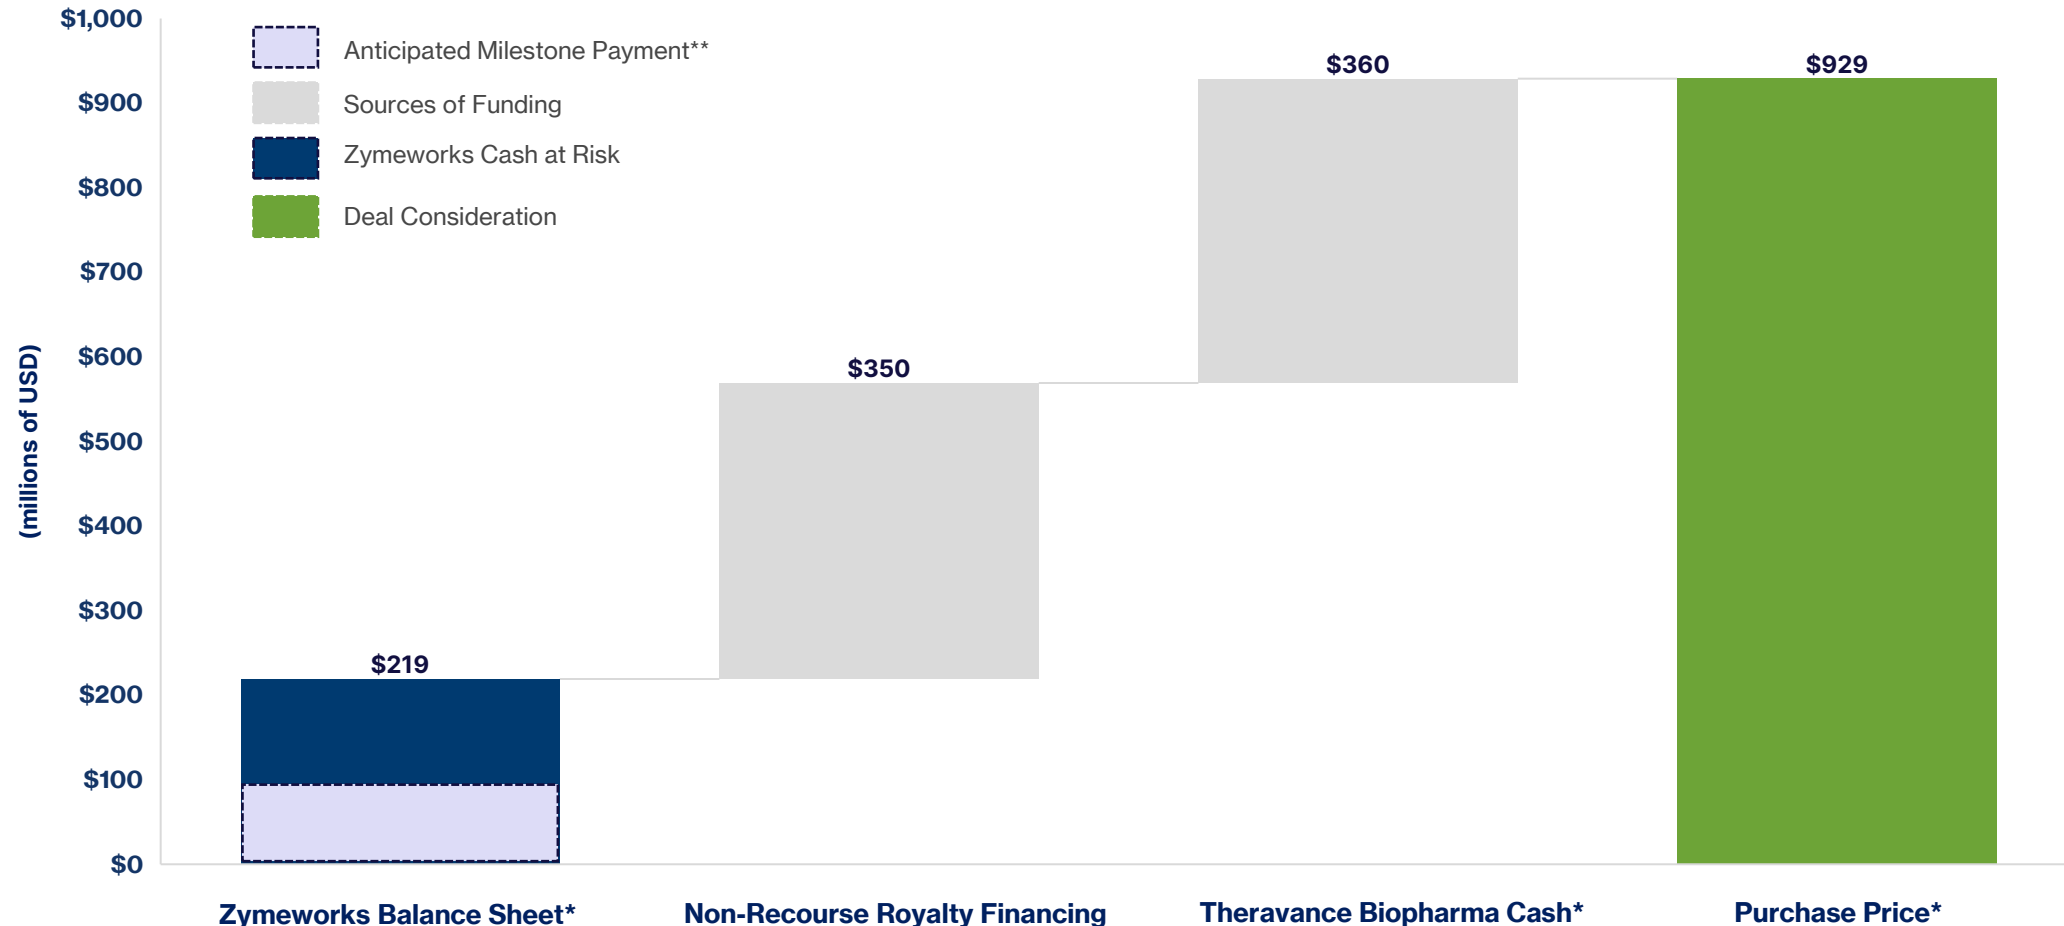 $1,000
$900
$800
$700
$600
$500
$400
$300
$200
$100
$0
(millions of USD)
Anticipated Milestone Payment**
Sources of Funding
Zymeworks Cash at Risk
Deal Consideration
$219
$350
$360
$929
Zymeworks Balance Sheet*
Non-Recourse Royalty Financing
Theravance Biopharma Cash*
Purchase Price*